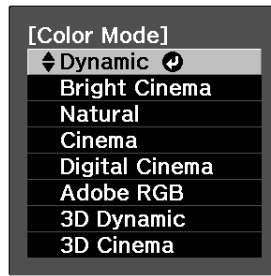 [Color Mode]
Dynamic
Bright Cinema
Natural
Cinema
Digital Cinema
Adobe RGB
3D Dynamic
3D Cinema